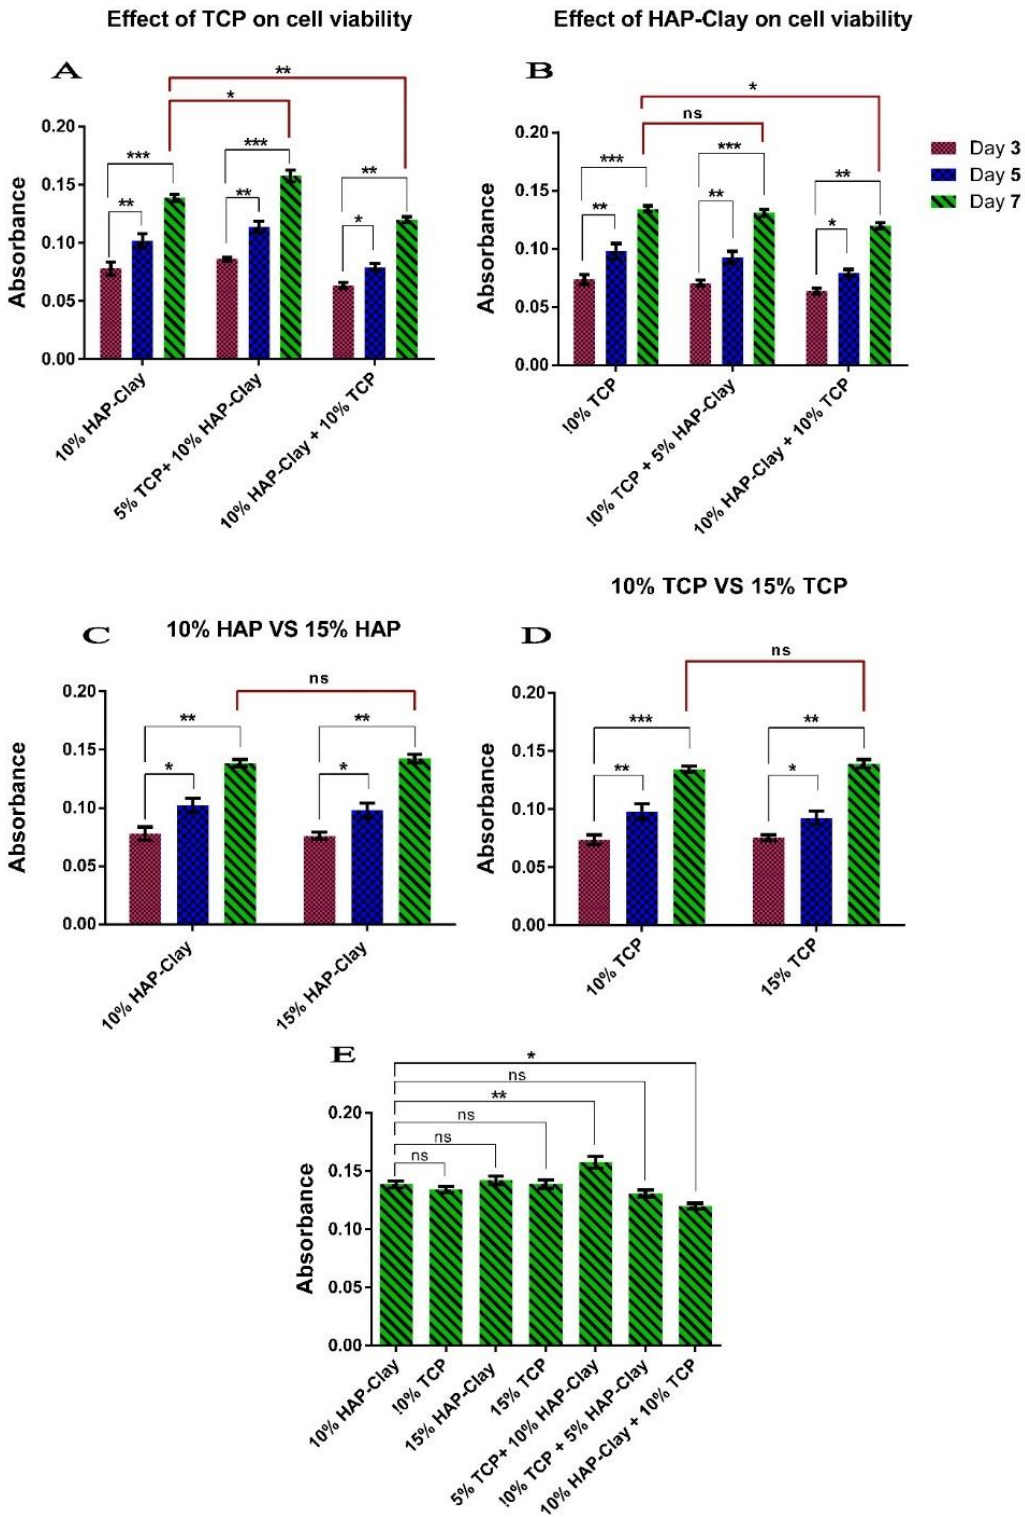 Effect of TCP on cell viability
Effect of HAP-Clay on cell viability
A
**
*
***
**
***
**
**
*
0.20
0.15
0.10
0.05
0.00
Absorbance
10% HAP-Clay
5% TCP+ 10% HAP-Clay
10% HAP-Clay + 10% TCP
B
*
ns
***
**
***
**
**
*
0.20
0.15
0.10
0.05
0.00
Absorbance
!0% TCP
!0% TCP + 5% HAP-Clay
10% HAP-Clay + 10% TCP
Day 3
Day 5
Day 7
C
10% HAP VS 15% HAP
ns
**
*
**
*
0.20
0.15
0.10
0.05
0.00
Absorbance
10% HAP-Clay
15% HAP-Clay
10% TCP VS 15% TCP
D
ns
***
**
**
*
0.20
0.15
0.10
0.05
0.00
Absorbance
10% TCP
15% TCP
E
*
ns
**
ns
ns
ns
0.20
0.15
0.10
0.05
0.00
Absorbance
10% HAP-Clay
!0% TCP
15% HAP-Clay
15% TCP
5% TCP+ 10% HAP-Clay
!0% TCP + 5% HAP-Clay
10% HAP-Clay + 10% TCP